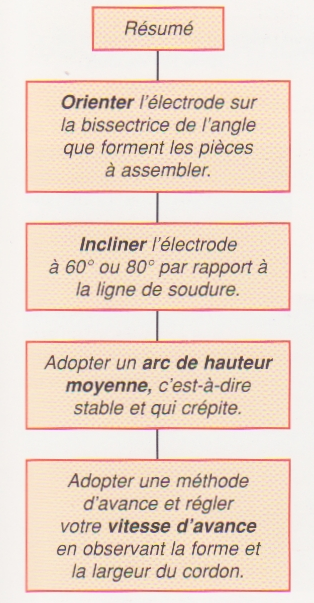 Résumé
Orienter l'électrode sur
la bissectrice de l'angle
que forment les pièces
à assembler.
Incliner l'électrode
à 60° ou 80° par rapport à
la ligne de soudure.
Adopter un arc de hauteur
moyenne, c'est-à-dire
stable et qui crépite.
Adopter une méthode
d'avance et régler
votre vitesse d'avance
en observant la forme et
la largeur du cordon.